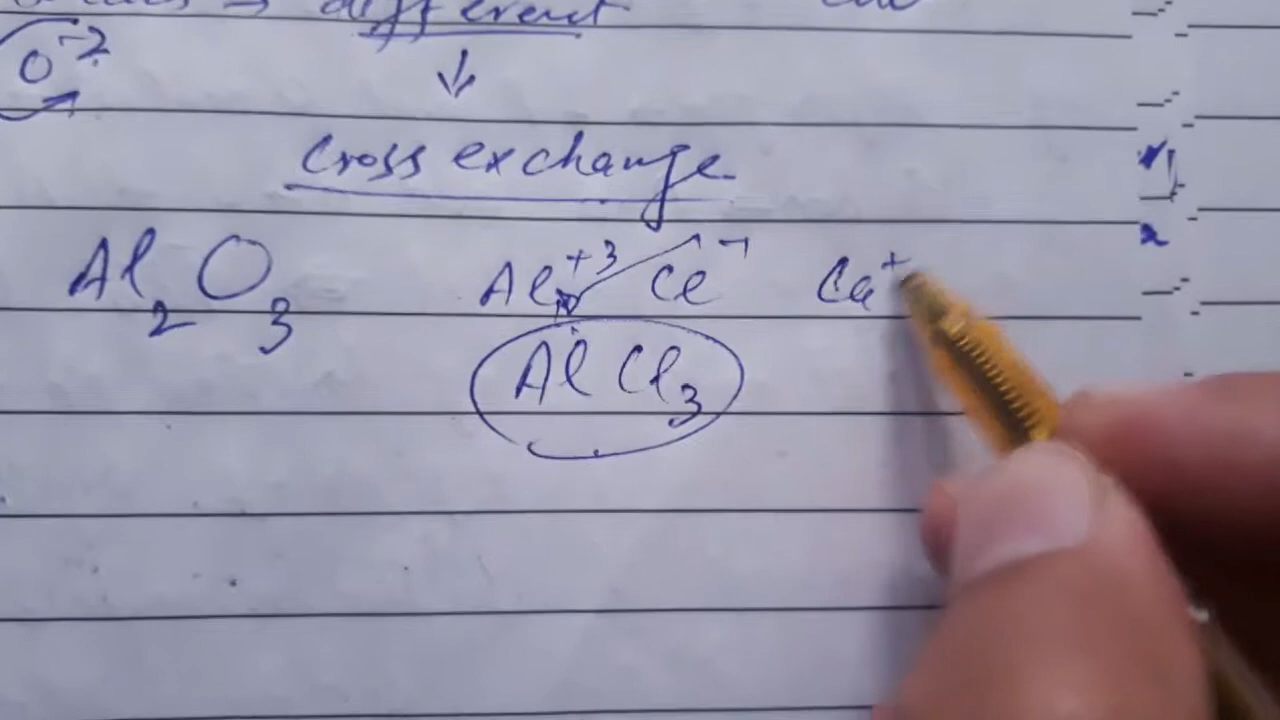 different
O⁻²
Cross exchange
Al₂O₃ Al⁺³ Cl⁻ Ca⁺
AlCl₃